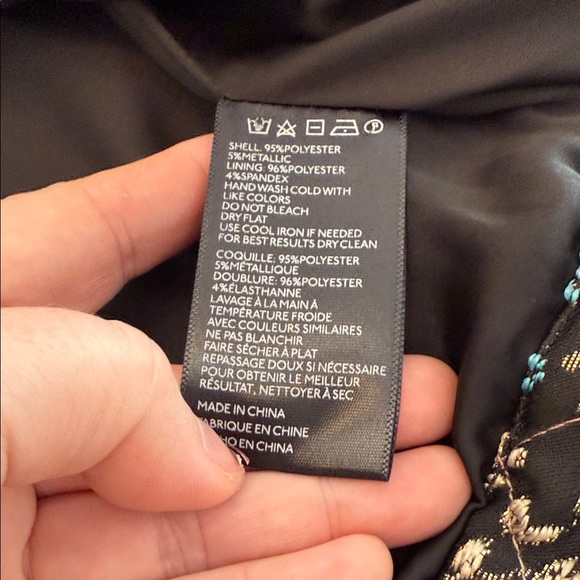 SHELL: 95%POLYESTER
5%METALLIC
LINING: 96%POLYESTER
4%SPANDEX
HAND WASH COLD WITH
LIKE COLORS
DO NOT BLEACH
DRY FLAT
USE COOL IRON IF NEEDED
FOR BEST RESULTS DRY CLEAN
COQUILLE: 95%POLYESTER
5%MÉTALLIQUE
DOUBLURE: 96%POLYESTER
4%ÉLASTHANNE
LAVAGE À LA MAIN À
TEMPÉRATURE FROIDE
AVEC COULEURS SIMILAIRES
NE PAS BLANCHIR
FAIRE SÉCHER À PLAT
REPASSAGE DOUX SI NÉCESSAIRE
POUR OBTENIR LE MEILLEUR
RÉSULTAT, NETTOYER À SEC
MADE IN CHINA
FABRIQUE EN CHINE
HO EN CHINA